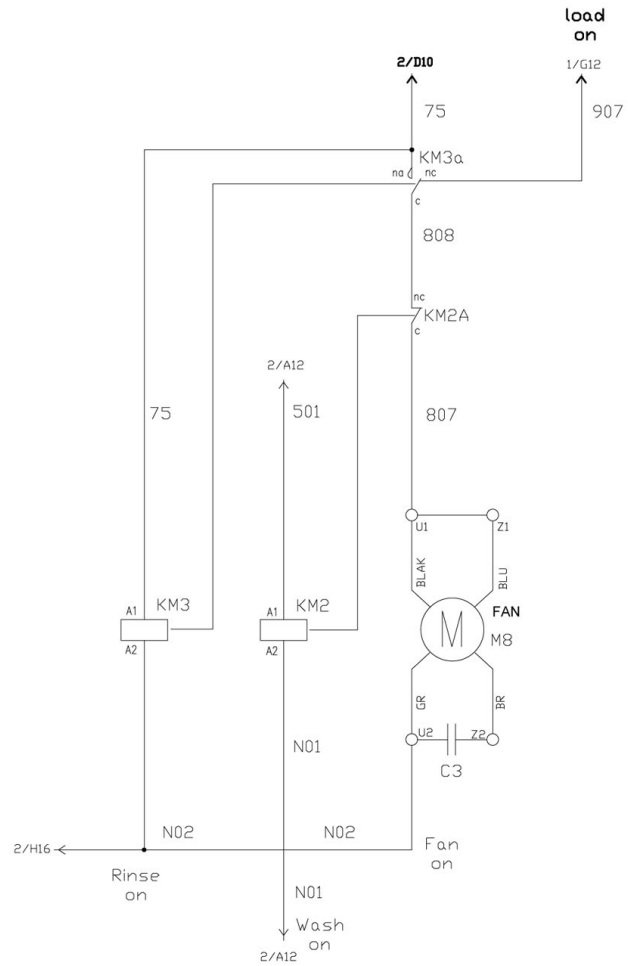 load
on
2/D10
1/G12
75
907
KM3a
na
nc
c
808
nc
KM2A
c
2/A12
75
501
807
U1
Z1
BLAK
BLU
A1
KM3
A1
KM2
FAN
M
M8
A2
A2
GR
BR
U2
Z2
C3
N01
N02
N02
2/H16
Fan
on
Rinse
on
N01
Wash
on
2/A12